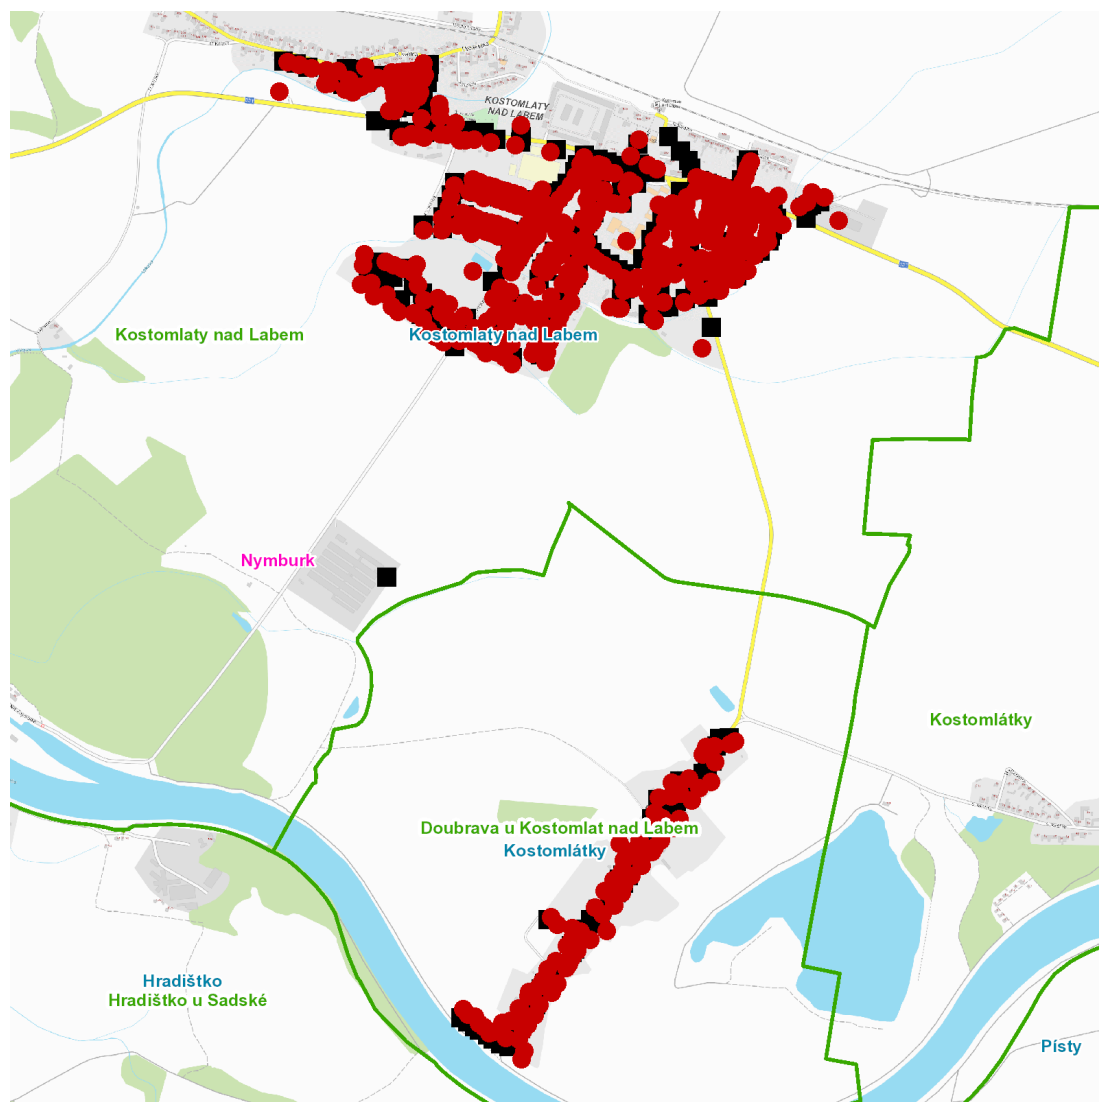 KOSTOMLATY
NAD LABEM
Kostomlaty nad Labem
Kostomlaty nad Labem
Nymburk
Kostomlátky
Doubrava u Kostomlat nad Labem
Kostomlátky
Hradištko
Hradištko u Sadské
Písty